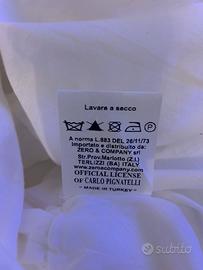 Lavare a secco
A norma L.883 DEL 26/11/73
Importato e distribuito da:
ZERO & COMPANY srl
Str.Prov.Mariotto (Z.I.)
TERLIZZI (BA) ITALY
www.zeroecompany.com
OFFICIAL LICENSE
OF CARLO PIGNATELLI
- MADE IN TURKEY -
subito